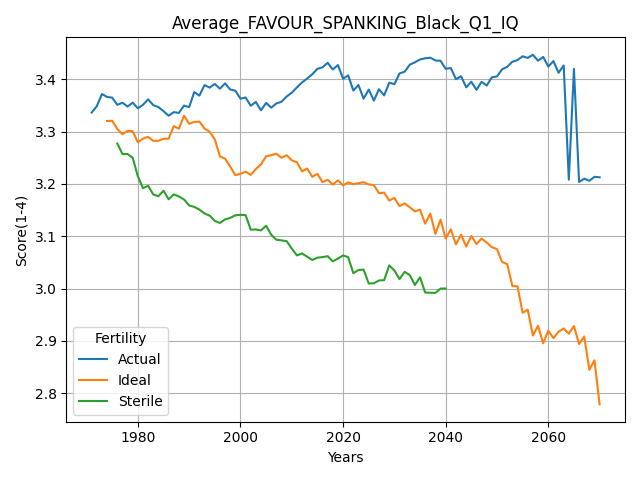 Average_FAVOUR_SPANKING_Black_Q1_IQ
Score(1-4)
3.4
3.3
3.2
3.1
3.0
2.9
2.8
Fertility
Actual
Ideal
Sterile
1980 2000 2020 2040 2060
Years